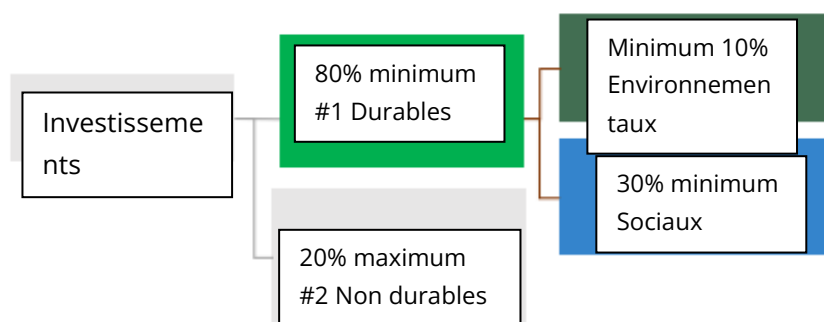 Investisseme
nts
80% minimum
#1 Durables
20% maximum
#2 Non durables
Minimum 10%
Environnemen
taux
30% minimum
Sociaux